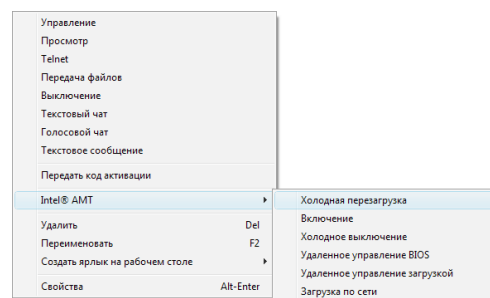 Управление
Просмотр
Telnet
Передача файлов
Выключение
Текстовый чат
Голосовой чат
Текстовое сообщение
Передать код активации
Intel® AMT
Удалить Del
Переименовать F2
Создать ярлык на рабочем столе
Свойства Alt-Enter
Холодная перезагрузка
Включение
Холодное выключение
Удаленное управление BIOS
Удаленное управление загрузкой
Загрузка по сети